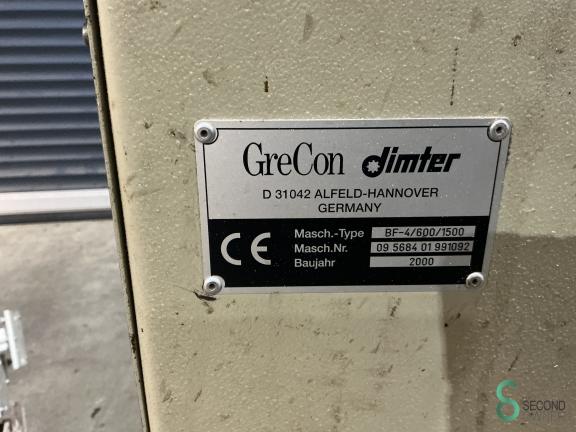 GreCon dimter
D 31042 ALFELD-HANNOVER
GERMANY
CE
Masch.-Type BF-4/600/1500
Masch.Nr. 09 5684 01 991092
Baujahr 2000
SECOND